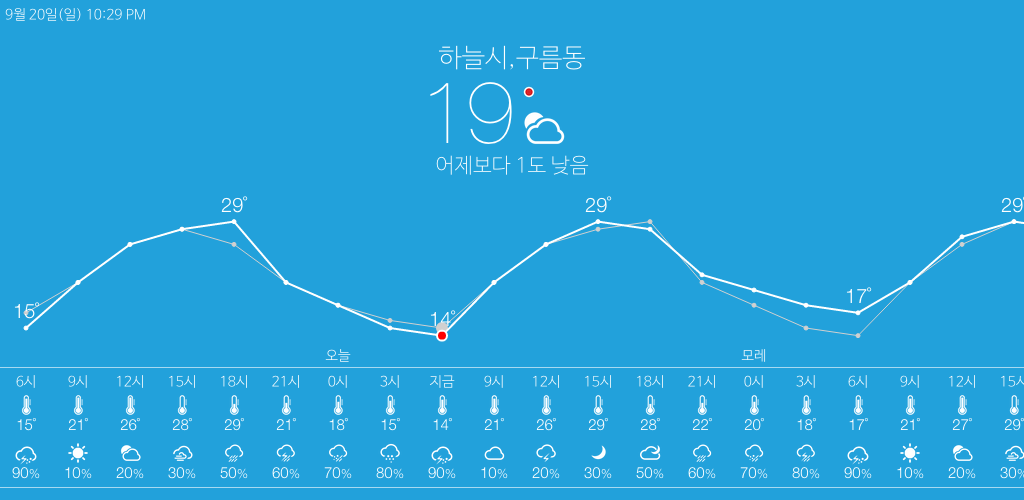 9월 20일(일) 10:29 PM
하늘시,구름동
19°
어제보다 1도 낮음
29° 29° 29°
15° 14° 17°
오늘 모레
6시 9시 12시 15시 18시 21시 0시 3시 지금 9시 12시 15시 18시 21시 0시 3시 6시 9시 12시 15시
15° 21° 26° 28° 29° 21° 18° 15° 14° 21° 26° 29° 28° 22° 20° 18° 17° 21° 27° 29°
90% 10% 20% 30% 50% 60% 70% 80% 90% 10% 20% 30% 50% 60% 70% 80% 90% 10% 20% 30%